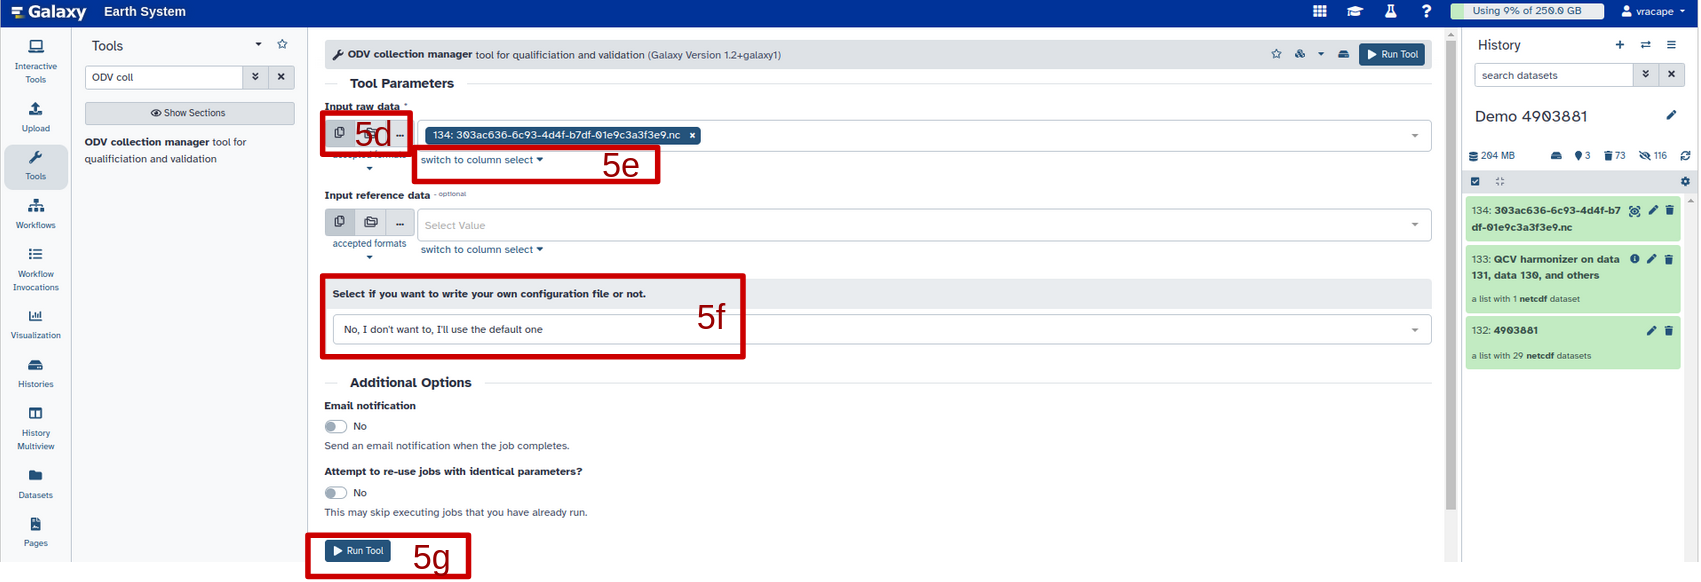 Galaxy Earth System
Using 9% of 250.0 GB
vracape
Interactive
Tools
Upload
Tools
Workflows
Workflow
Invocations
Visualization
Histories
History
Multiview
Datasets
Pages
Tools
ODV coll
Show Sections
ODV collection manager tool for
qualificiation and validation
ODV collection manager tool for qualificiation and validation (Galaxy Version 1.2+galaxy1)
Run Tool
Tool Parameters
Input raw data *
5d
134: 303ac636-6c93-4d4f-b7df-01e9c3a3f3e9.nc ×
accepted formats
switch to column select
5e
Input reference data - optional
Select Value
accepted formats
switch to column select
Select if you want to write your own configuration file or not.
5f
No, I don't want to, I'll use the default one
Additional Options
Email notification
No
Send an email notification when the job completes.
Attempt to re-use jobs with identical parameters?
No
This may skip executing jobs that you have already run.
Run Tool
5g
History
search datasets
Demo 4903881
204 MB
3
73
116
134: 303ac636-6c93-4d4f-b7
df-01e9c3a3f3e9.nc
133: QCV harmonizer on data
131, data 130, and others
a list with 1 netcdf dataset
132: 4903881
a list with 29 netcdf datasets